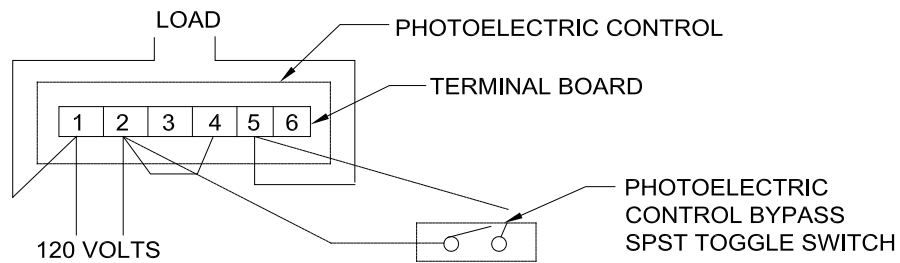 LOAD
PHOTOELECTRIC CONTROL
TERMINAL BOARD
1 2 3 4 5 6
PHOTOELECTRIC
CONTROL BYPASS
SPST TOGGLE SWITCH
120 VOLTS